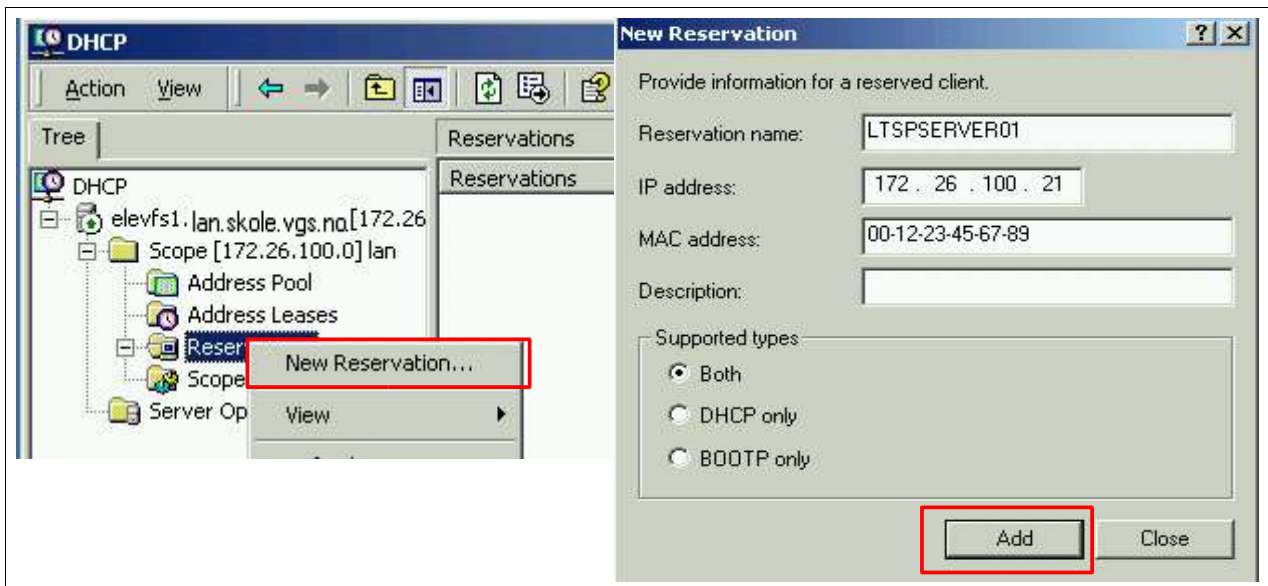 DHCP
Action View
Tree
Reservations
Reservations
DHCP
elevfs1.lan.skole.vgs.no[172.26
Scope [172.26.100.0] lan
Address Pool
Address Leases
Reser
Scope
Server Op
New Reservation...
View
New Reservation
Provide information for a reserved client.
Reservation name: LTSPSERVER01
IP address: 172 . 26 . 100 . 21
MAC address: 00-12-23-45-67-89
Description:
Supported types
Both
DHCP only
BOOTP only
Add Close